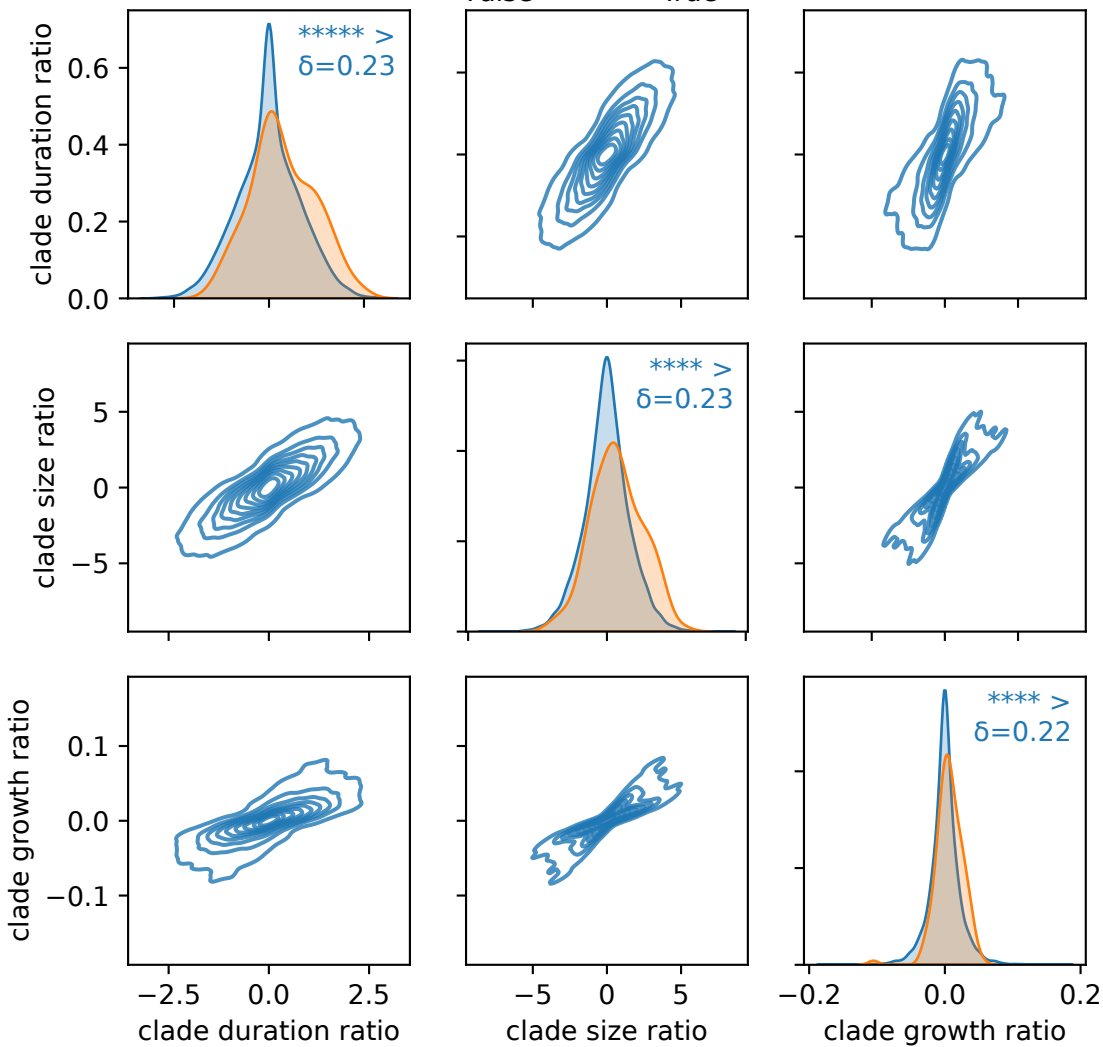 ***** >
δ=0.23
clade duration ratio
0.6
0.4
0.2
0.0
**** >
δ=0.23
clade size ratio
5
0
−5
**** >
δ=0.22
clade growth ratio
0.1
0.0
−0.1
−2.5 0.0 2.5
−5 0 5
−0.2 0.0 0.2
clade duration ratio
clade size ratio
clade growth ratio